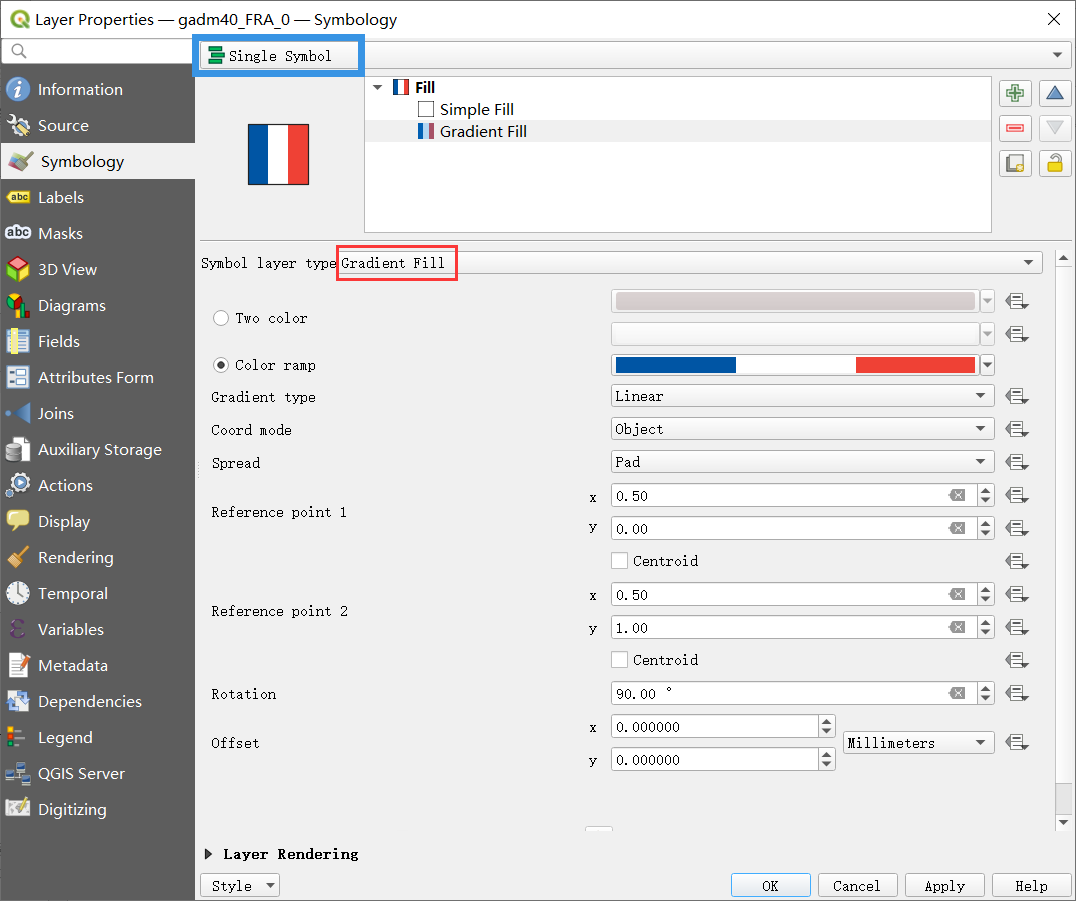 Layer Properties — gadm40_FRA_0 — Symbology
Single Symbol
Information
Source
Symbology
Labels
Masks
3D View
Diagrams
Fields
Attributes Form
Joins
Auxiliary Storage
Actions
Display
Rendering
Temporal
Variables
Metadata
Dependencies
Legend
QGIS Server
Digitizing
abc
abc
Fill
Simple Fill
Gradient Fill
Symbol layer type Gradient Fill
Two color
Color ramp
Gradient type Linear
Coord mode Object
Spread Pad
Reference point 1
x 0.50
y 0.00
Centroid
Reference point 2
x 0.50
y 1.00
Centroid
Rotation 90.00 °
Offset
x 0.000000
y 0.000000
Millimeters
Layer Rendering
Style
OK
Cancel
Apply
Help